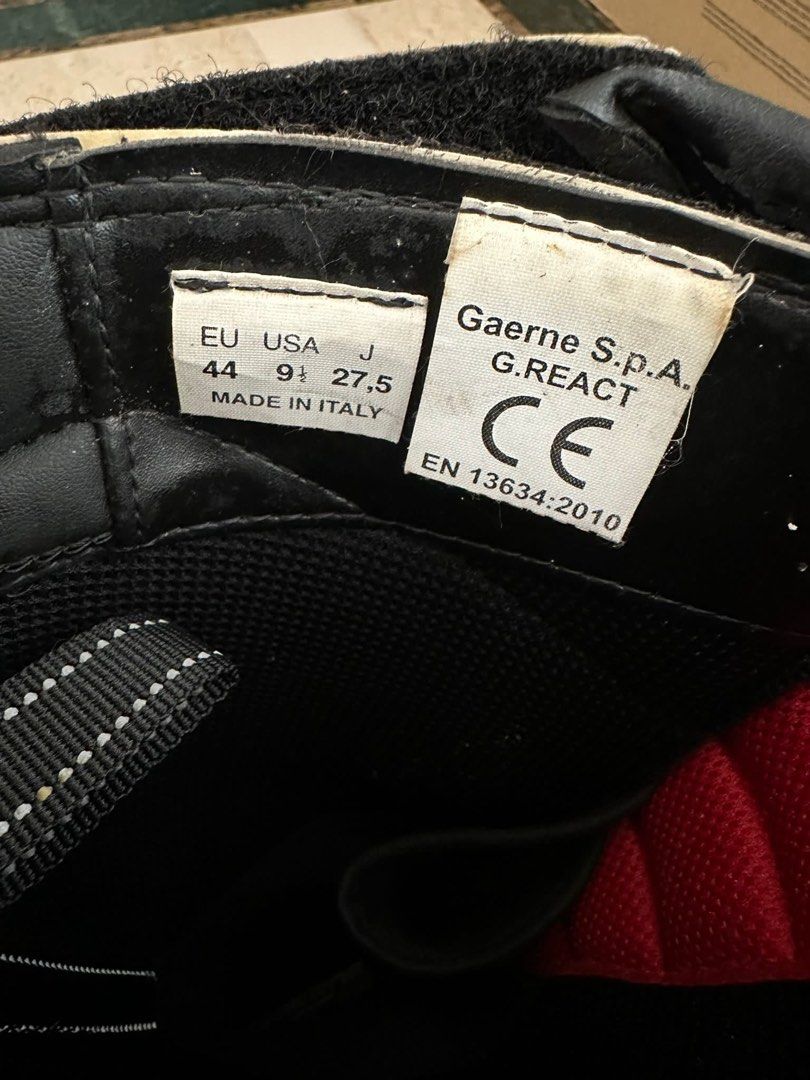 EU USA J
44 9½ 27,5
MADE IN ITALY
Gaerne S.p.A.
G.REACT
CE
EN 13634:2010